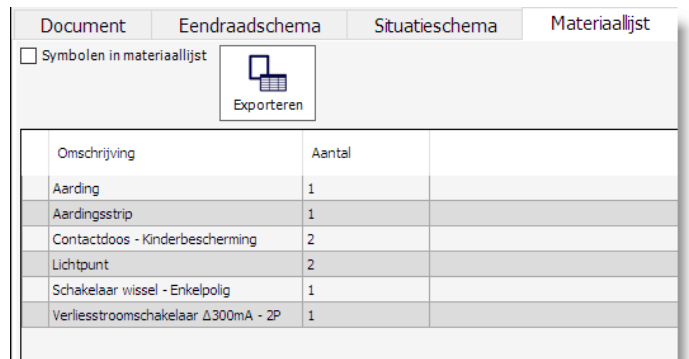 Document Eendraadschema Situatieschema Materiaallijst
Symbolen in materiaallijst
Exporteren
Omschrijving Aantal
Aarding 1
Aardingsstrip 1
Contactdoos - Kinderbescherming 2
Lichtpunt 2
Schakelaar wissel - Enkelpolig 1
Verliesstroomschakelaar Δ300mA - 2P 1